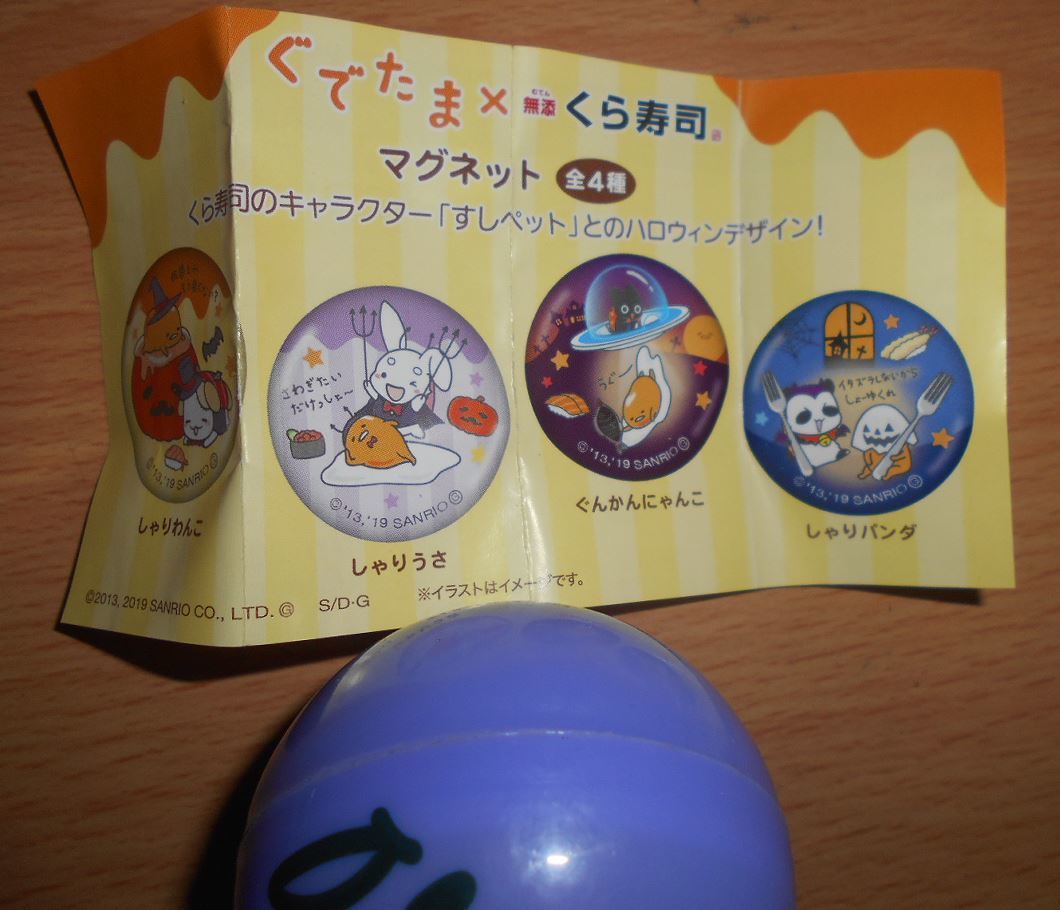 ぐでたま×無添くら寿司
むてん
マグネット 全4種
くら寿司のキャラクター「すしペット」とのハロウィンデザイン!
©'13,'19 SANRIO Ⓖ
しゃりわんこ
さわぎたい
だけっしょ〜
©'13,'19 SANRIO Ⓖ
しゃりうさ
うぐ〜
©'13,'19 SANRIO Ⓖ
ぐんかんにゃんこ
イタズラしないから
しょーゆくれ
©'13,'19 SANRIO Ⓖ
しゃりパンダ
©2013, 2019 SANRIO CO., LTD. Ⓖ S/D·G
※イラストはイメージです。